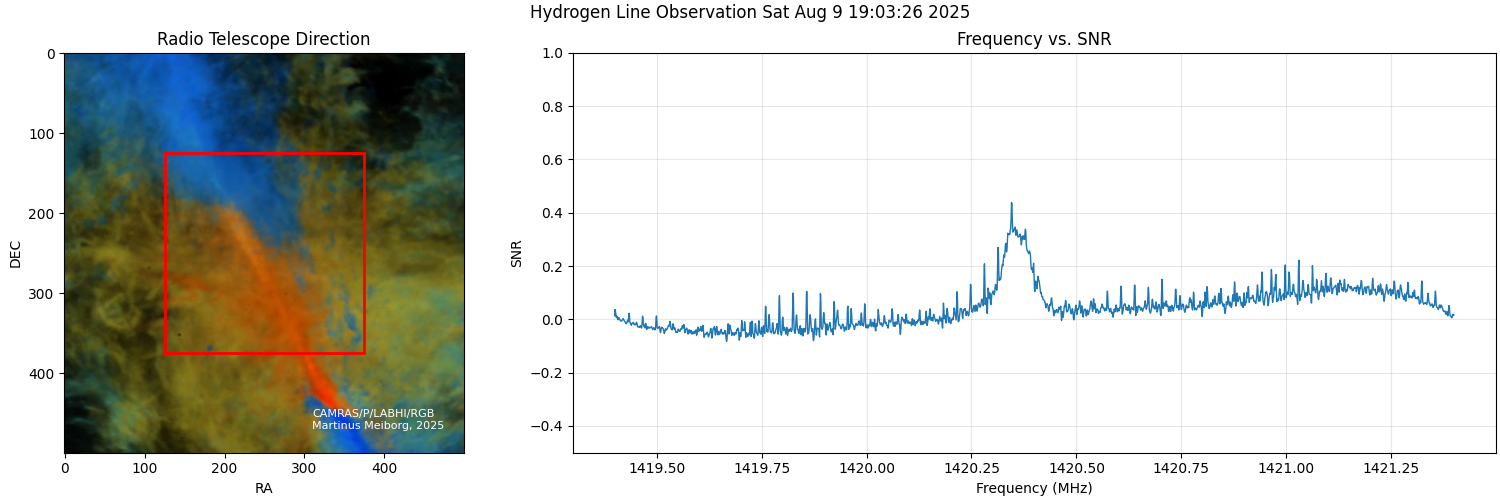 Hydrogen Line Observation Sat Aug 9 19:03:26 2025
Radio Telescope Direction
0
100
200
300
400
DEC
0 100 200 300 400
RA
CAMRAS/P/LABHI/RGB
Martinus Meiborg, 2025
Frequency vs. SNR
1.0
0.8
0.6
0.4
0.2
0.0
−0.2
−0.4
SNR
1419.50 1419.75 1420.00 1420.25 1420.50 1420.75 1421.00 1421.25
Frequency (MHz)